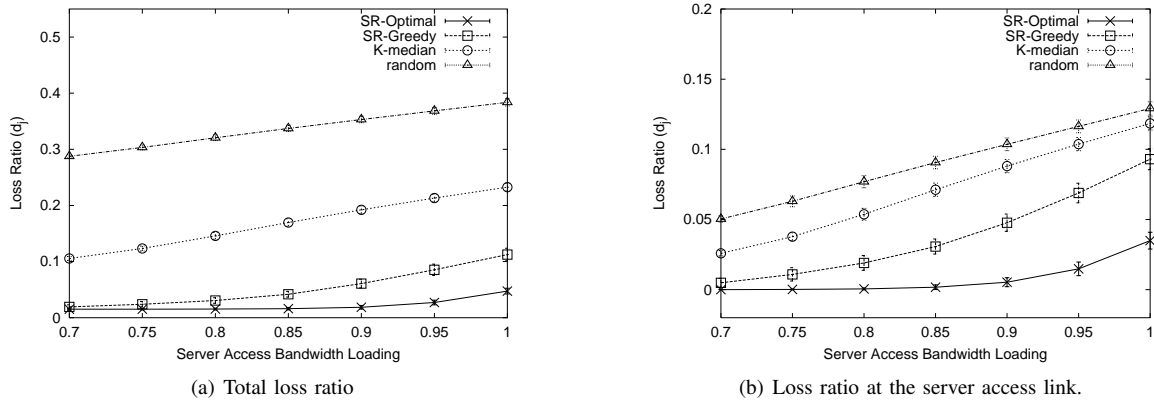 SR-Optimal
SR-Greedy
K-median
random
0.5
0.4
0.3
0.2
0.1
0
Loss Ratio (dj)
0.7 0.75 0.8 0.85 0.9 0.95 1
Server Access Bandwidth Loading
(a) Total loss ratio
SR-Optimal
SR-Greedy
K-median
random
0.2
0.15
0.1
0.05
0
Loss Ratio (dj)
0.7 0.75 0.8 0.85 0.9 0.95 1
Server Access Bandwidth Loading
(b) Loss ratio at the server access link.